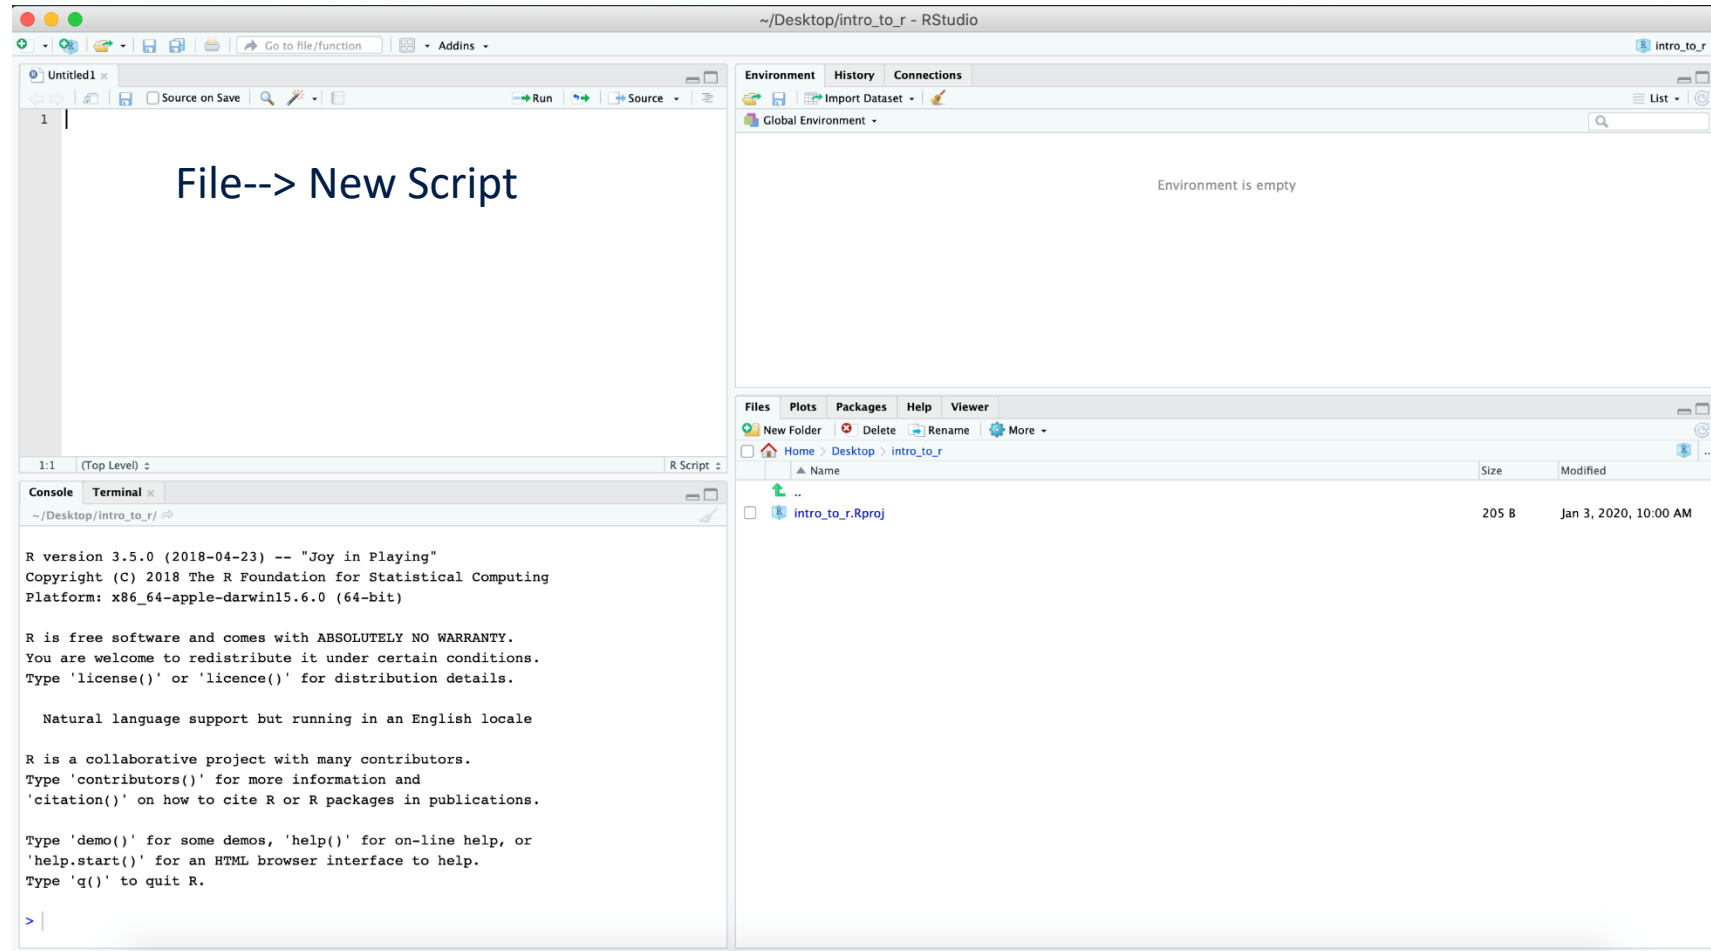 ~/Desktop/intro_to_r - RStudio
Go to file/function Addins intro_to_r
Untitled1
Source on Save Run Source
1
File--> New Script
1:1 (Top Level) R Script
Console Terminal
~/Desktop/intro_to_r/
R version 3.5.0 (2018-04-23) -- "Joy in Playing"
Copyright (C) 2018 The R Foundation for Statistical Computing
Platform: x86_64-apple-darwin15.6.0 (64-bit)
R is free software and comes with ABSOLUTELY NO WARRANTY.
You are welcome to redistribute it under certain conditions.
Type 'license()' or 'licence()' for distribution details.
Natural language support but running in an English locale
R is a collaborative project with many contributors.
Type 'contributors()' for more information and
'citation()' on how to cite R or R packages in publications.
Type 'demo()' for some demos, 'help()' for on-line help, or
'help.start()' for an HTML browser interface to help.
Type 'q()' to quit R.
>
Environment History Connections
Import Dataset List
Global Environment
Environment is empty
Files Plots Packages Help Viewer
New Folder Delete Rename More
Home > Desktop > intro_to_r ..
Name Size Modified
..
intro_to_r.Rproj 205 B Jan 3, 2020, 10:00 AM